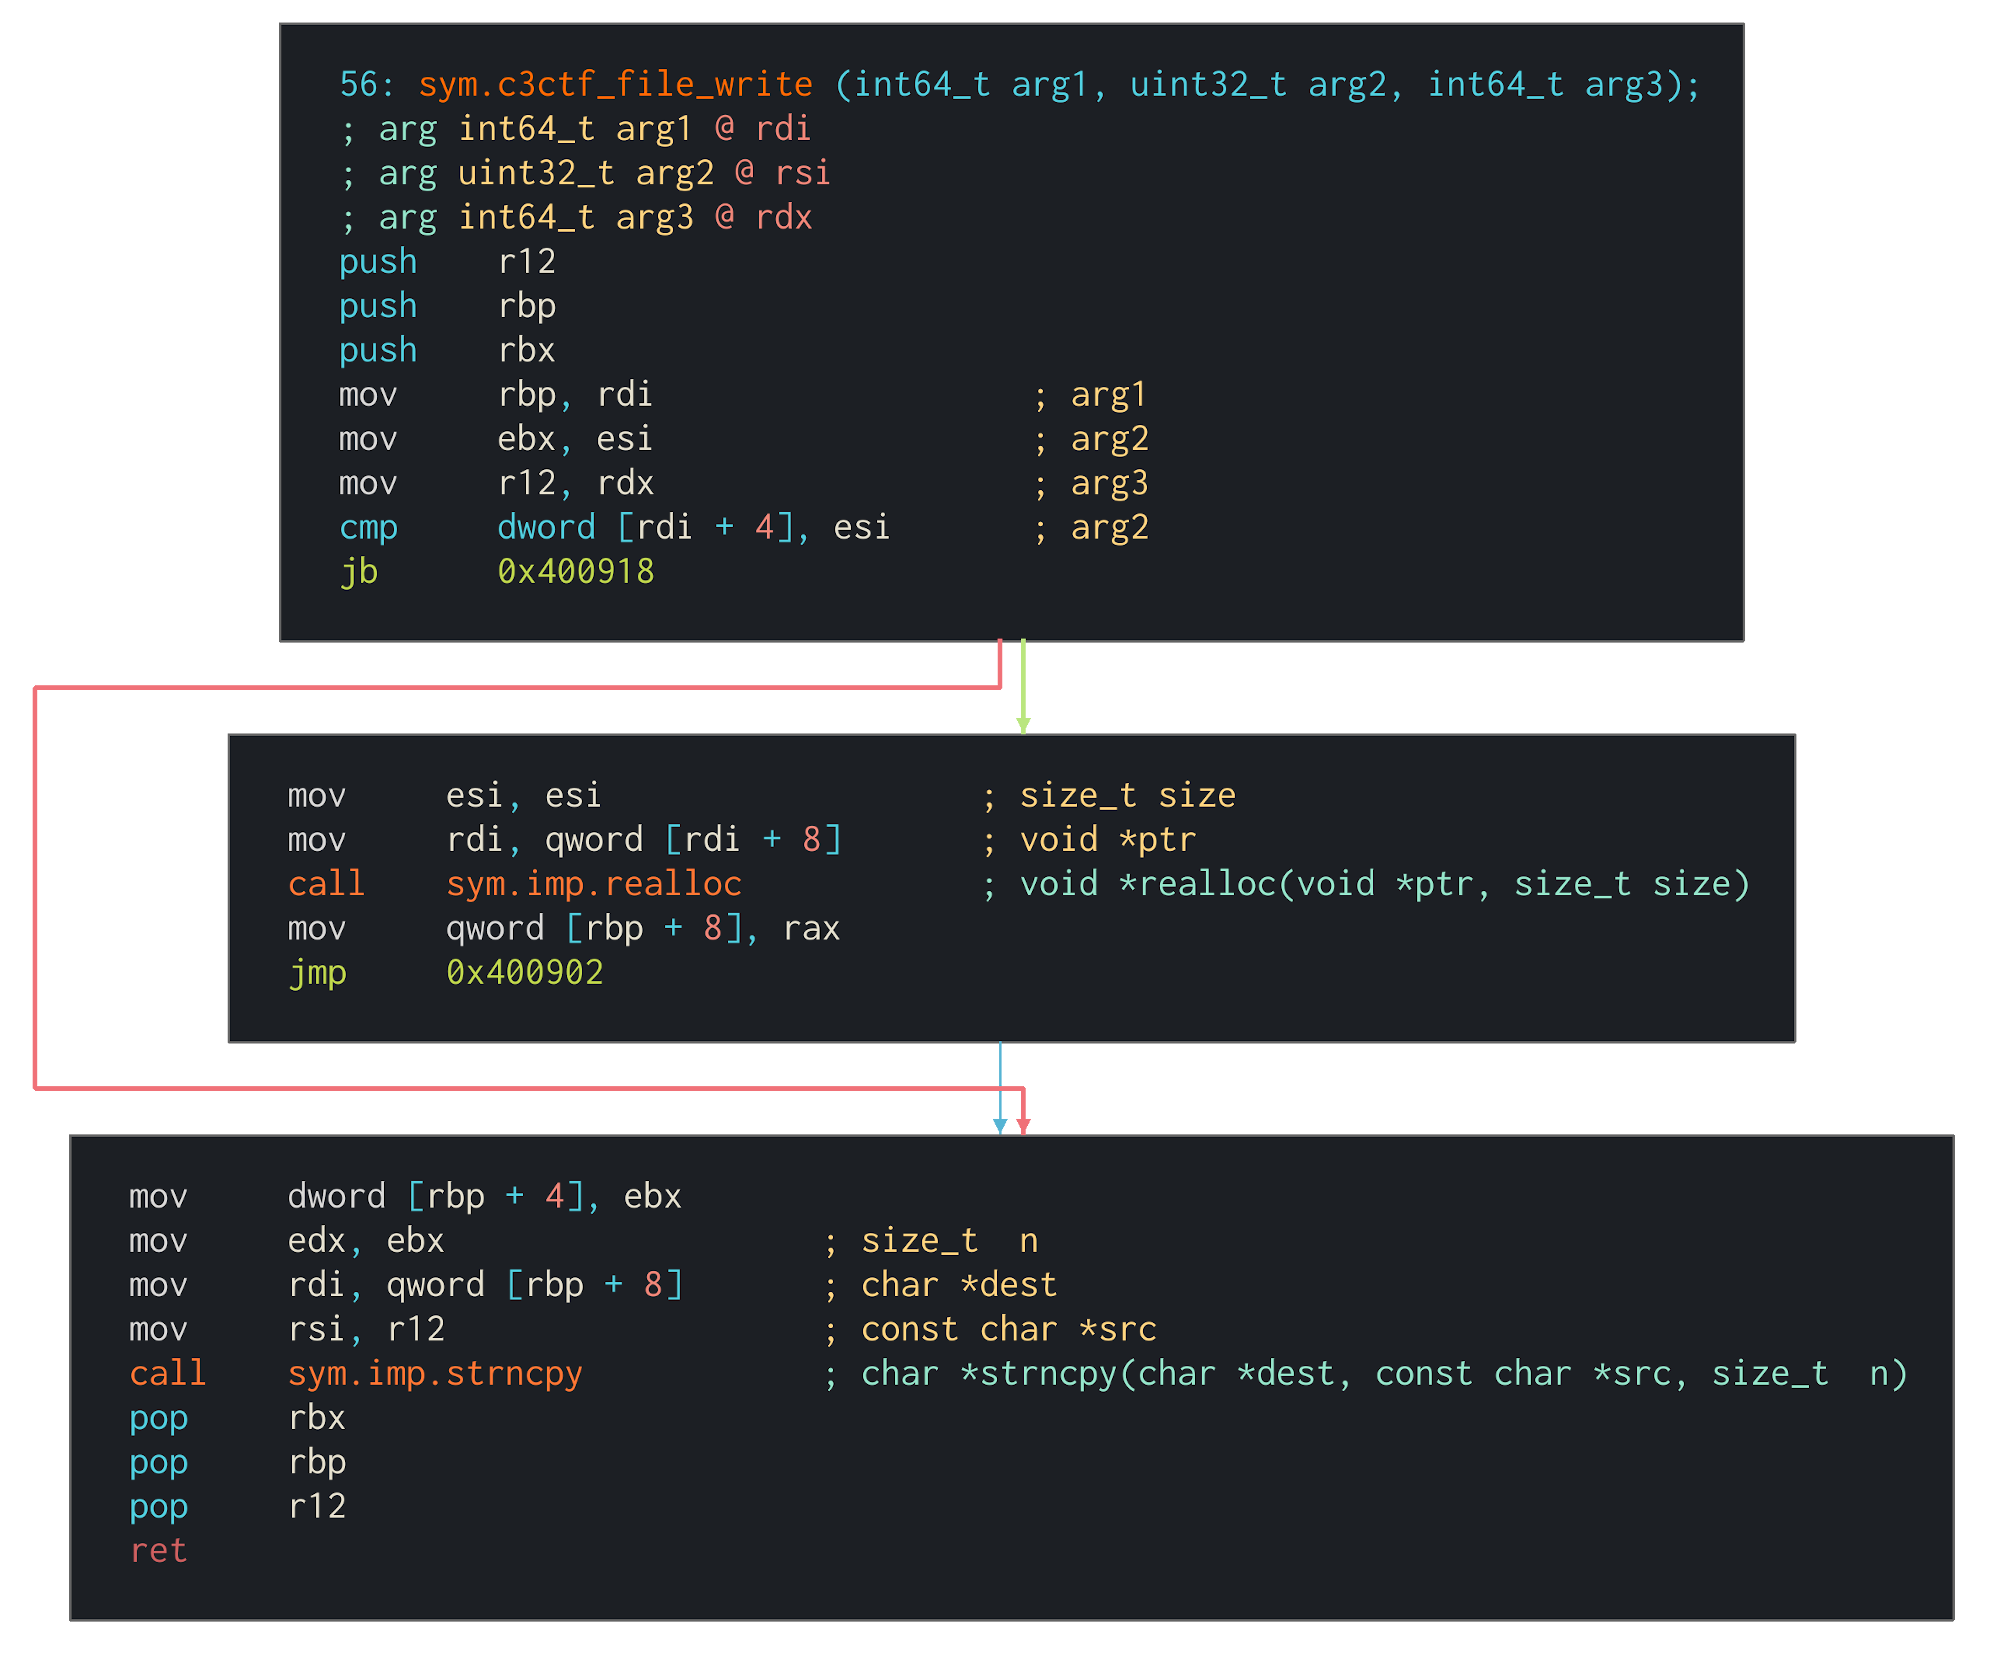 56: sym.c3ctf_file_write (int64_t arg1, uint32_t arg2, int64_t arg3);
; arg int64_t arg1 @ rdi
; arg uint32_t arg2 @ rsi
; arg int64_t arg3 @ rdx
push r12
push rbp
push rbx
mov rbp, rdi ; arg1
mov ebx, esi ; arg2
mov r12, rdx ; arg3
cmp dword [rdi + 4], esi ; arg2
jb 0x400918
mov esi, esi ; size_t size
mov rdi, qword [rdi + 8] ; void *ptr
call sym.imp.realloc ; void *realloc(void *ptr, size_t size)
mov qword [rbp + 8], rax
jmp 0x400902
mov dword [rbp + 4], ebx
mov edx, ebx ; size_t  n
mov rdi, qword [rbp + 8] ; char *dest
mov rsi, r12 ; const char *src
call sym.imp.strncpy ; char *strncpy(char *dest, const char *src, size_t  n)
pop rbx
pop rbp
pop r12
ret